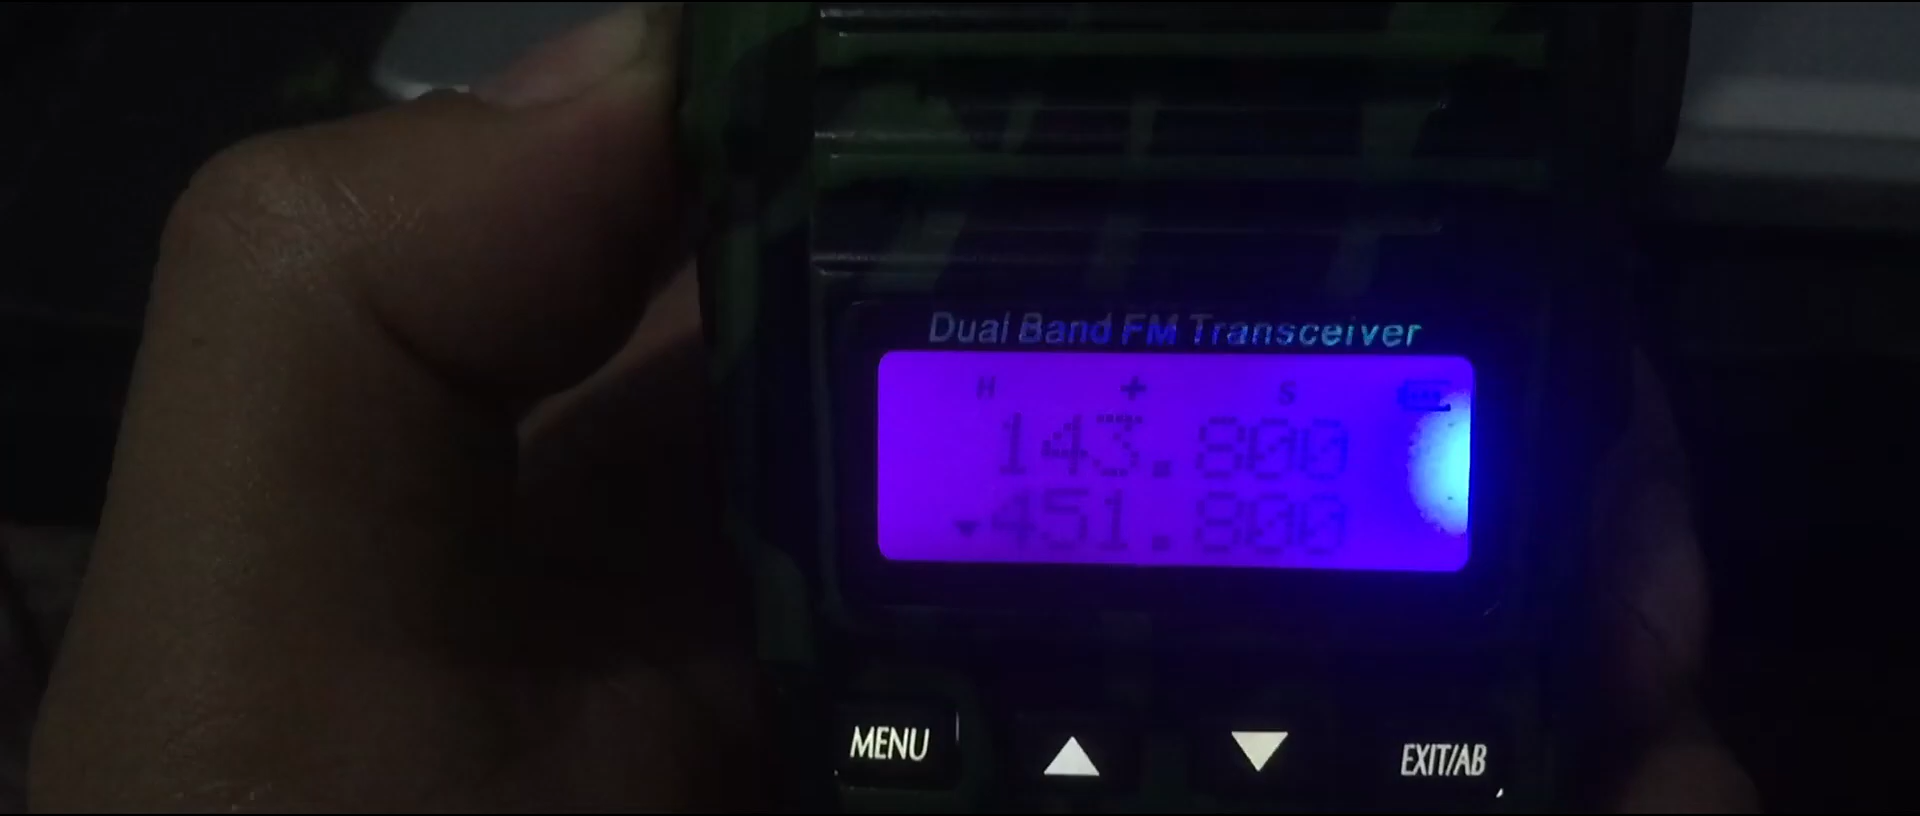 Dual Band FM Transceiver
H + S
143.800
▼451.800
MENU ▲ ▼ EXIT/AB